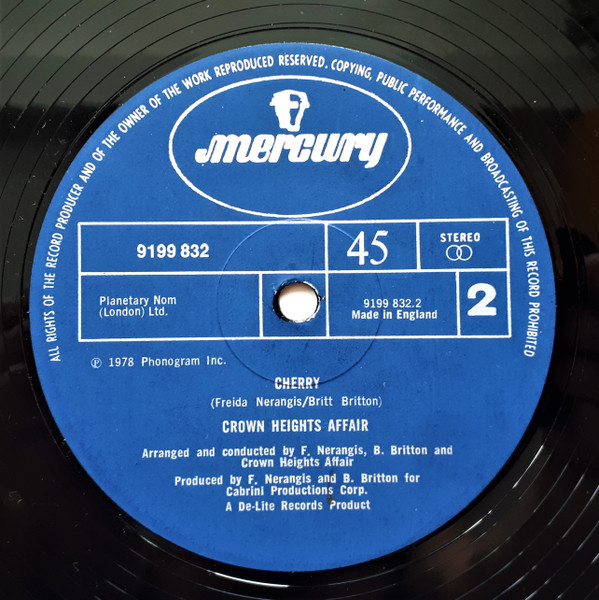 ALL RIGHTS OF THE RECORD PRODUCER AND OF THE OWNER OF THE WORK REPRODUCED RESERVED. COPYING, PUBLIC PERFORMANCE AND BROADCASTING OF THIS RECORD PROHIBITED
mercury
9199 832
45
STEREO
Planetary Nom
(London) Ltd.
9199 832.2
Made in England
2
℗ 1978 Phonogram Inc.
CHERRY
(Freida Nerangis/Britt Britton)
CROWN HEIGHTS AFFAIR
Arranged and conducted by F. Nerangis, B. Britton and
Crown Heights Affair
Produced by F. Nerangis and B. Britton for
Cabrini Productions Corp.
A De-Lite Records Product